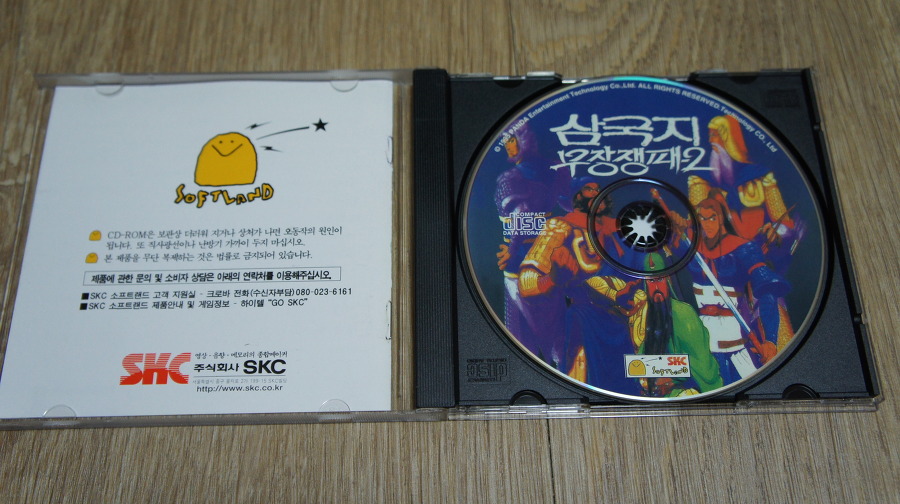 SOFTLAND
CD-ROM은 보관상 더러워 지거나 상처가 나면 오동작의 원인이
됩니다. 또 직사광선이나 난방기 가까이 두지 마십시오.
본 제품을 무단 복제하는 것은 법률로 금지되어 있습니다.
제품에 관한 문의 및 소비자 상담은 아래의 연락처를 이용해주십시오.
■SKC 소프트랜드 고객 지원실 - 크로바 전화(수신자부담) 080-023-6161
■SKC 소프트랜드 제품안내 및 게임정보 - 하이텔 "GO SKC"
SKC
영상·음향·메모리의 종합메이커
주식회사 SKC
http://www.skc.co.kr
PANDA Entertainment Technology Co.,Ltd. ALL RIGHTS RESERVED. Technology CO., Ltd
삼국지
무장쟁패2
COMPACT
disc
DATA STORAGE
SOFTLAND
SKC